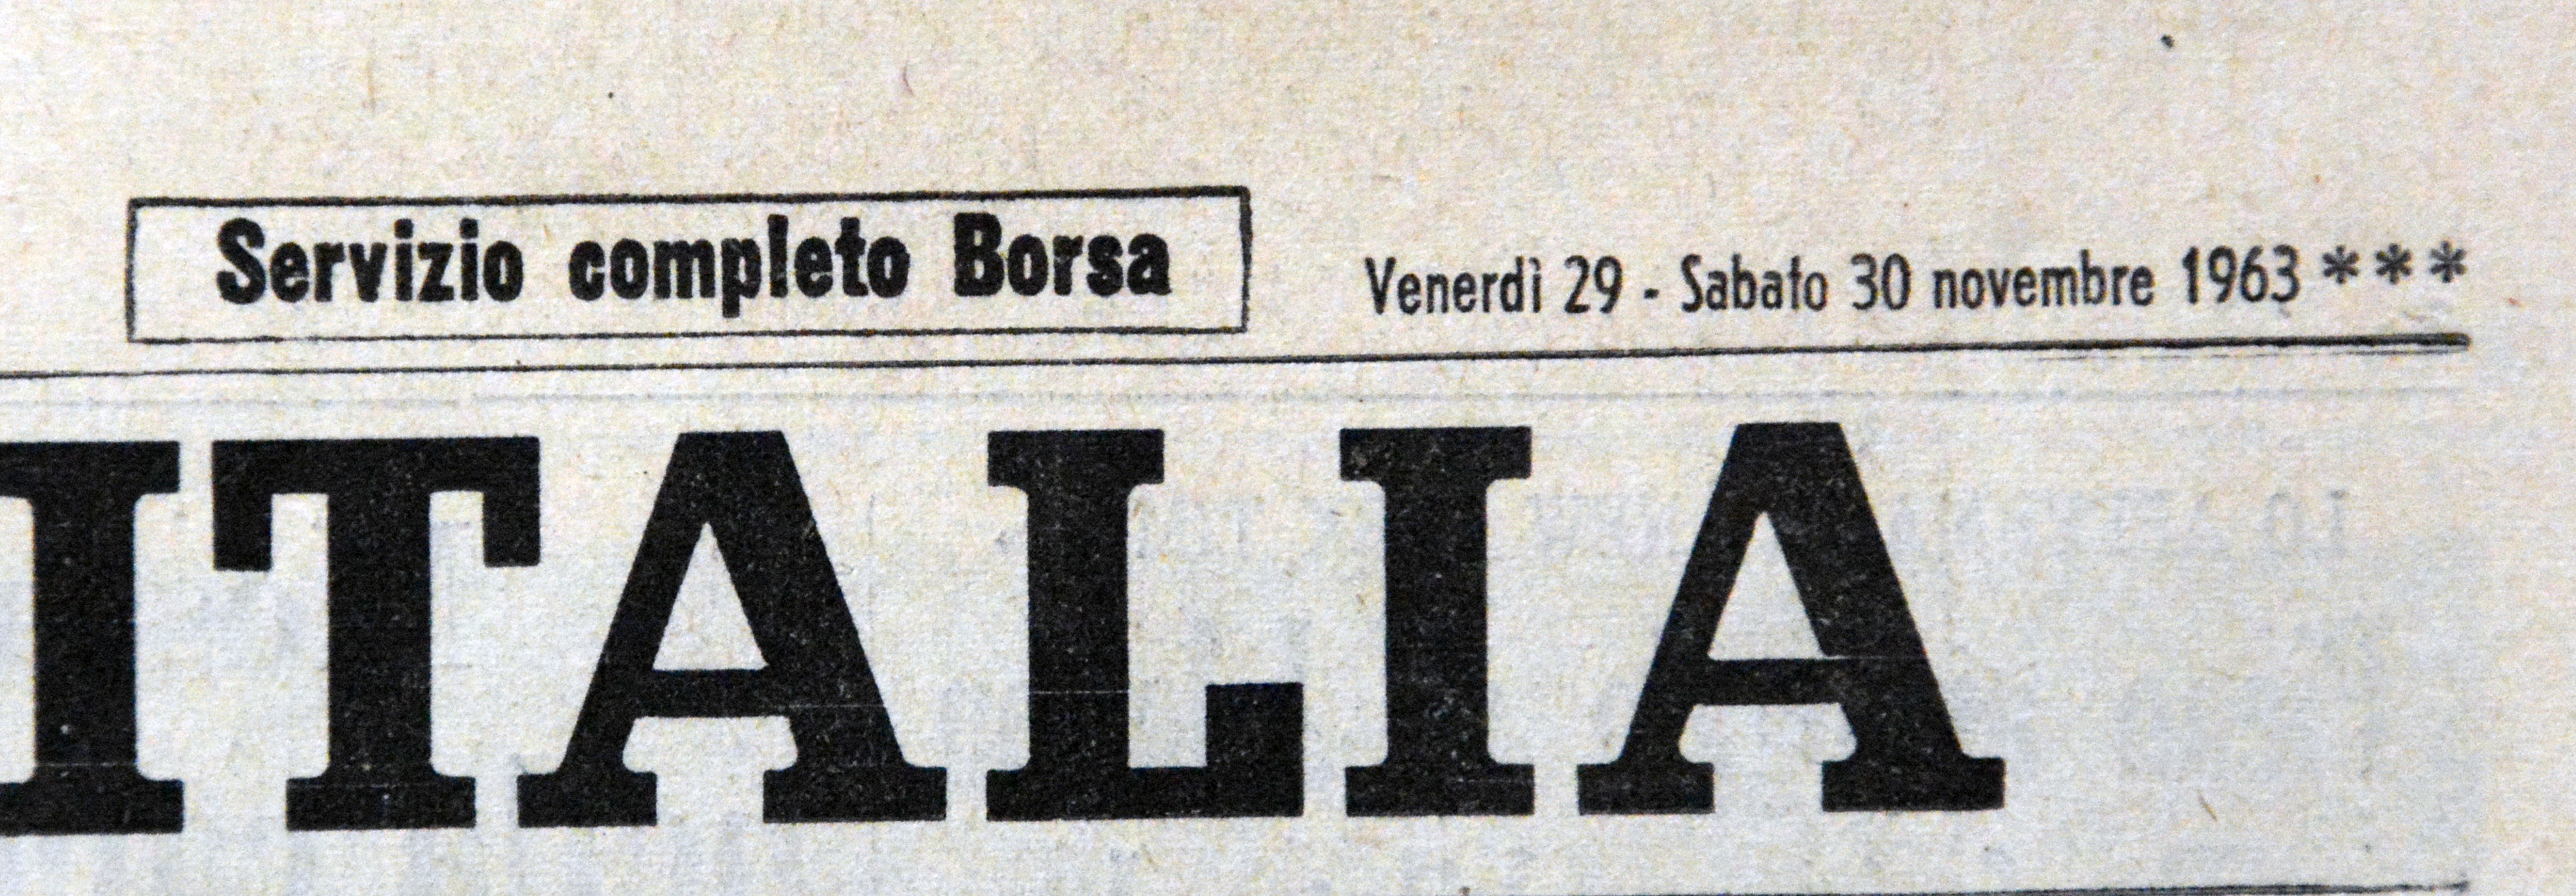 Servizio completo Borsa
Venerdì 29 - Sabato 30 novembre 1963 ***
ITALIA